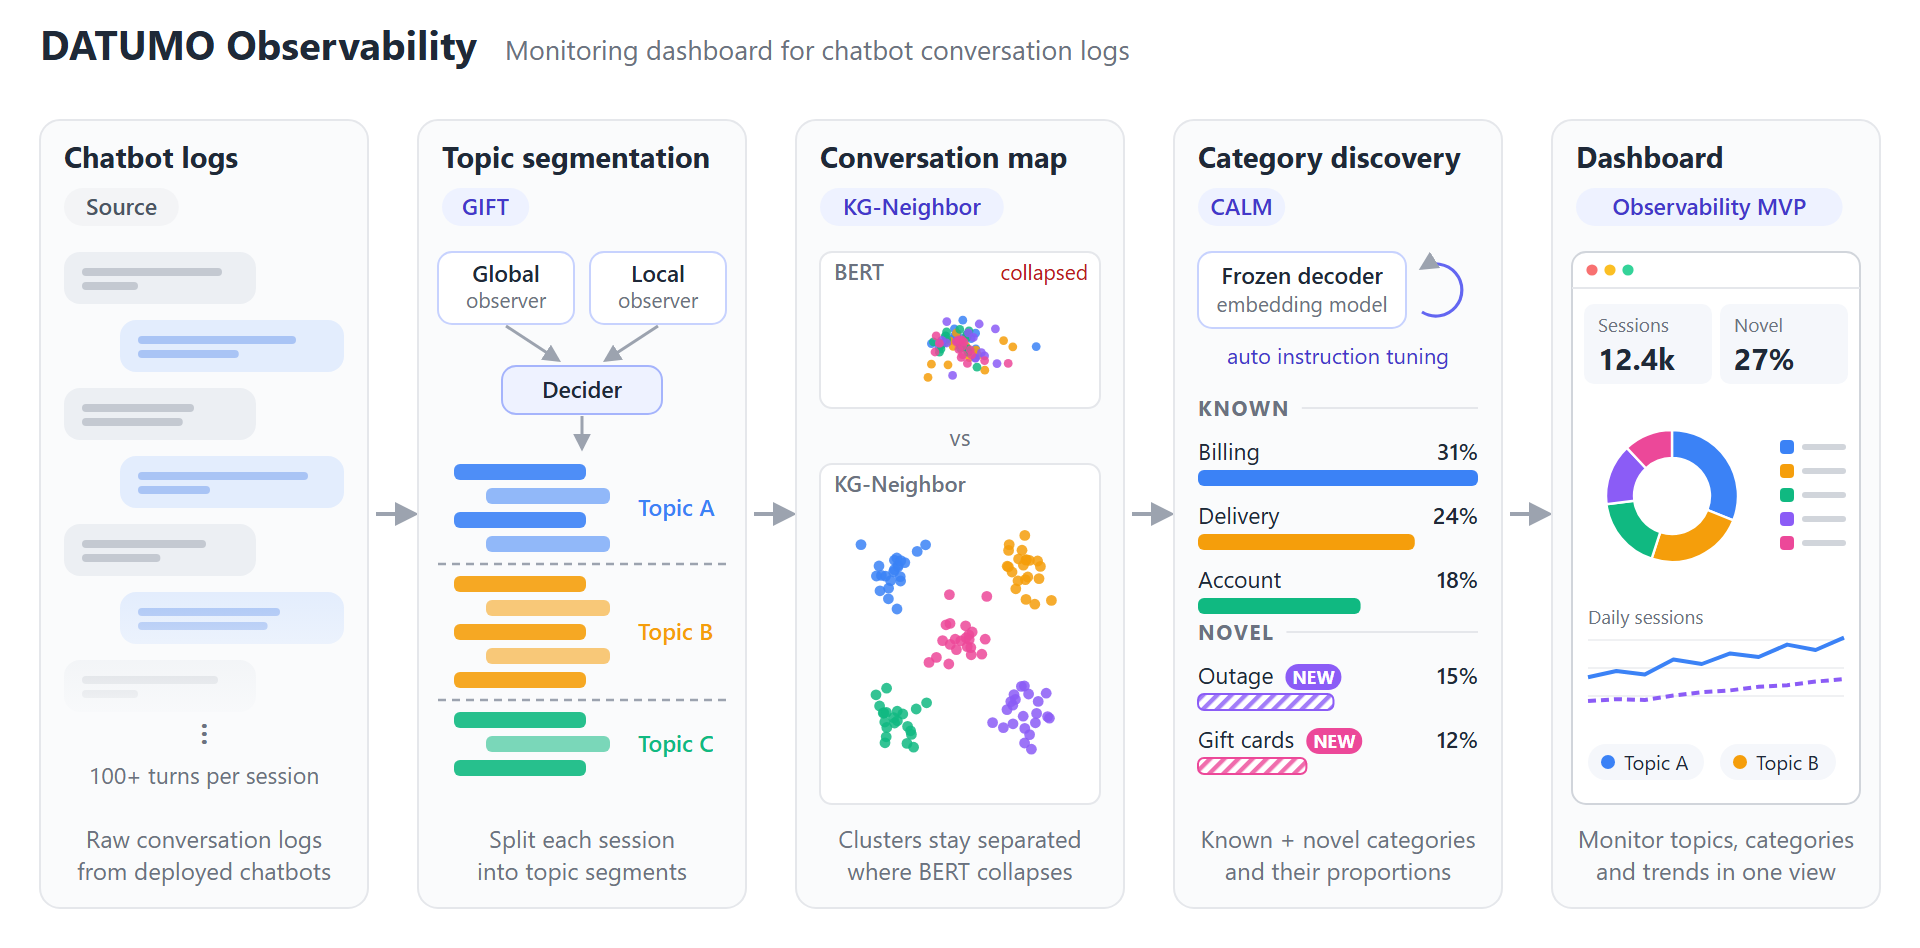 DATUMO Observability
Monitoring dashboard for chatbot conversation logs
Chatbot logs
Source
100+ turns per session
Raw conversation logs
from deployed chatbots
Topic segmentation
GIFT
Global
observer
Local
observer
Decider
Topic A
Topic B
Topic C
Split each session
into topic segments
Conversation map
KG-Neighbor
BERT
collapsed
vs
KG-Neighbor
Clusters stay separated
where BERT collapses
Category discovery
CALM
Frozen decoder
embedding model
auto instruction tuning
KNOWN
Billing 31%
Delivery 24%
Account 18%
NOVEL
Outage NEW 15%
Gift cards NEW 12%
Known + novel categories
and their proportions
Dashboard
Observability MVP
Sessions
12.4k
Novel
27%
Daily sessions
Topic A
Topic B
Monitor topics, categories
and trends in one view